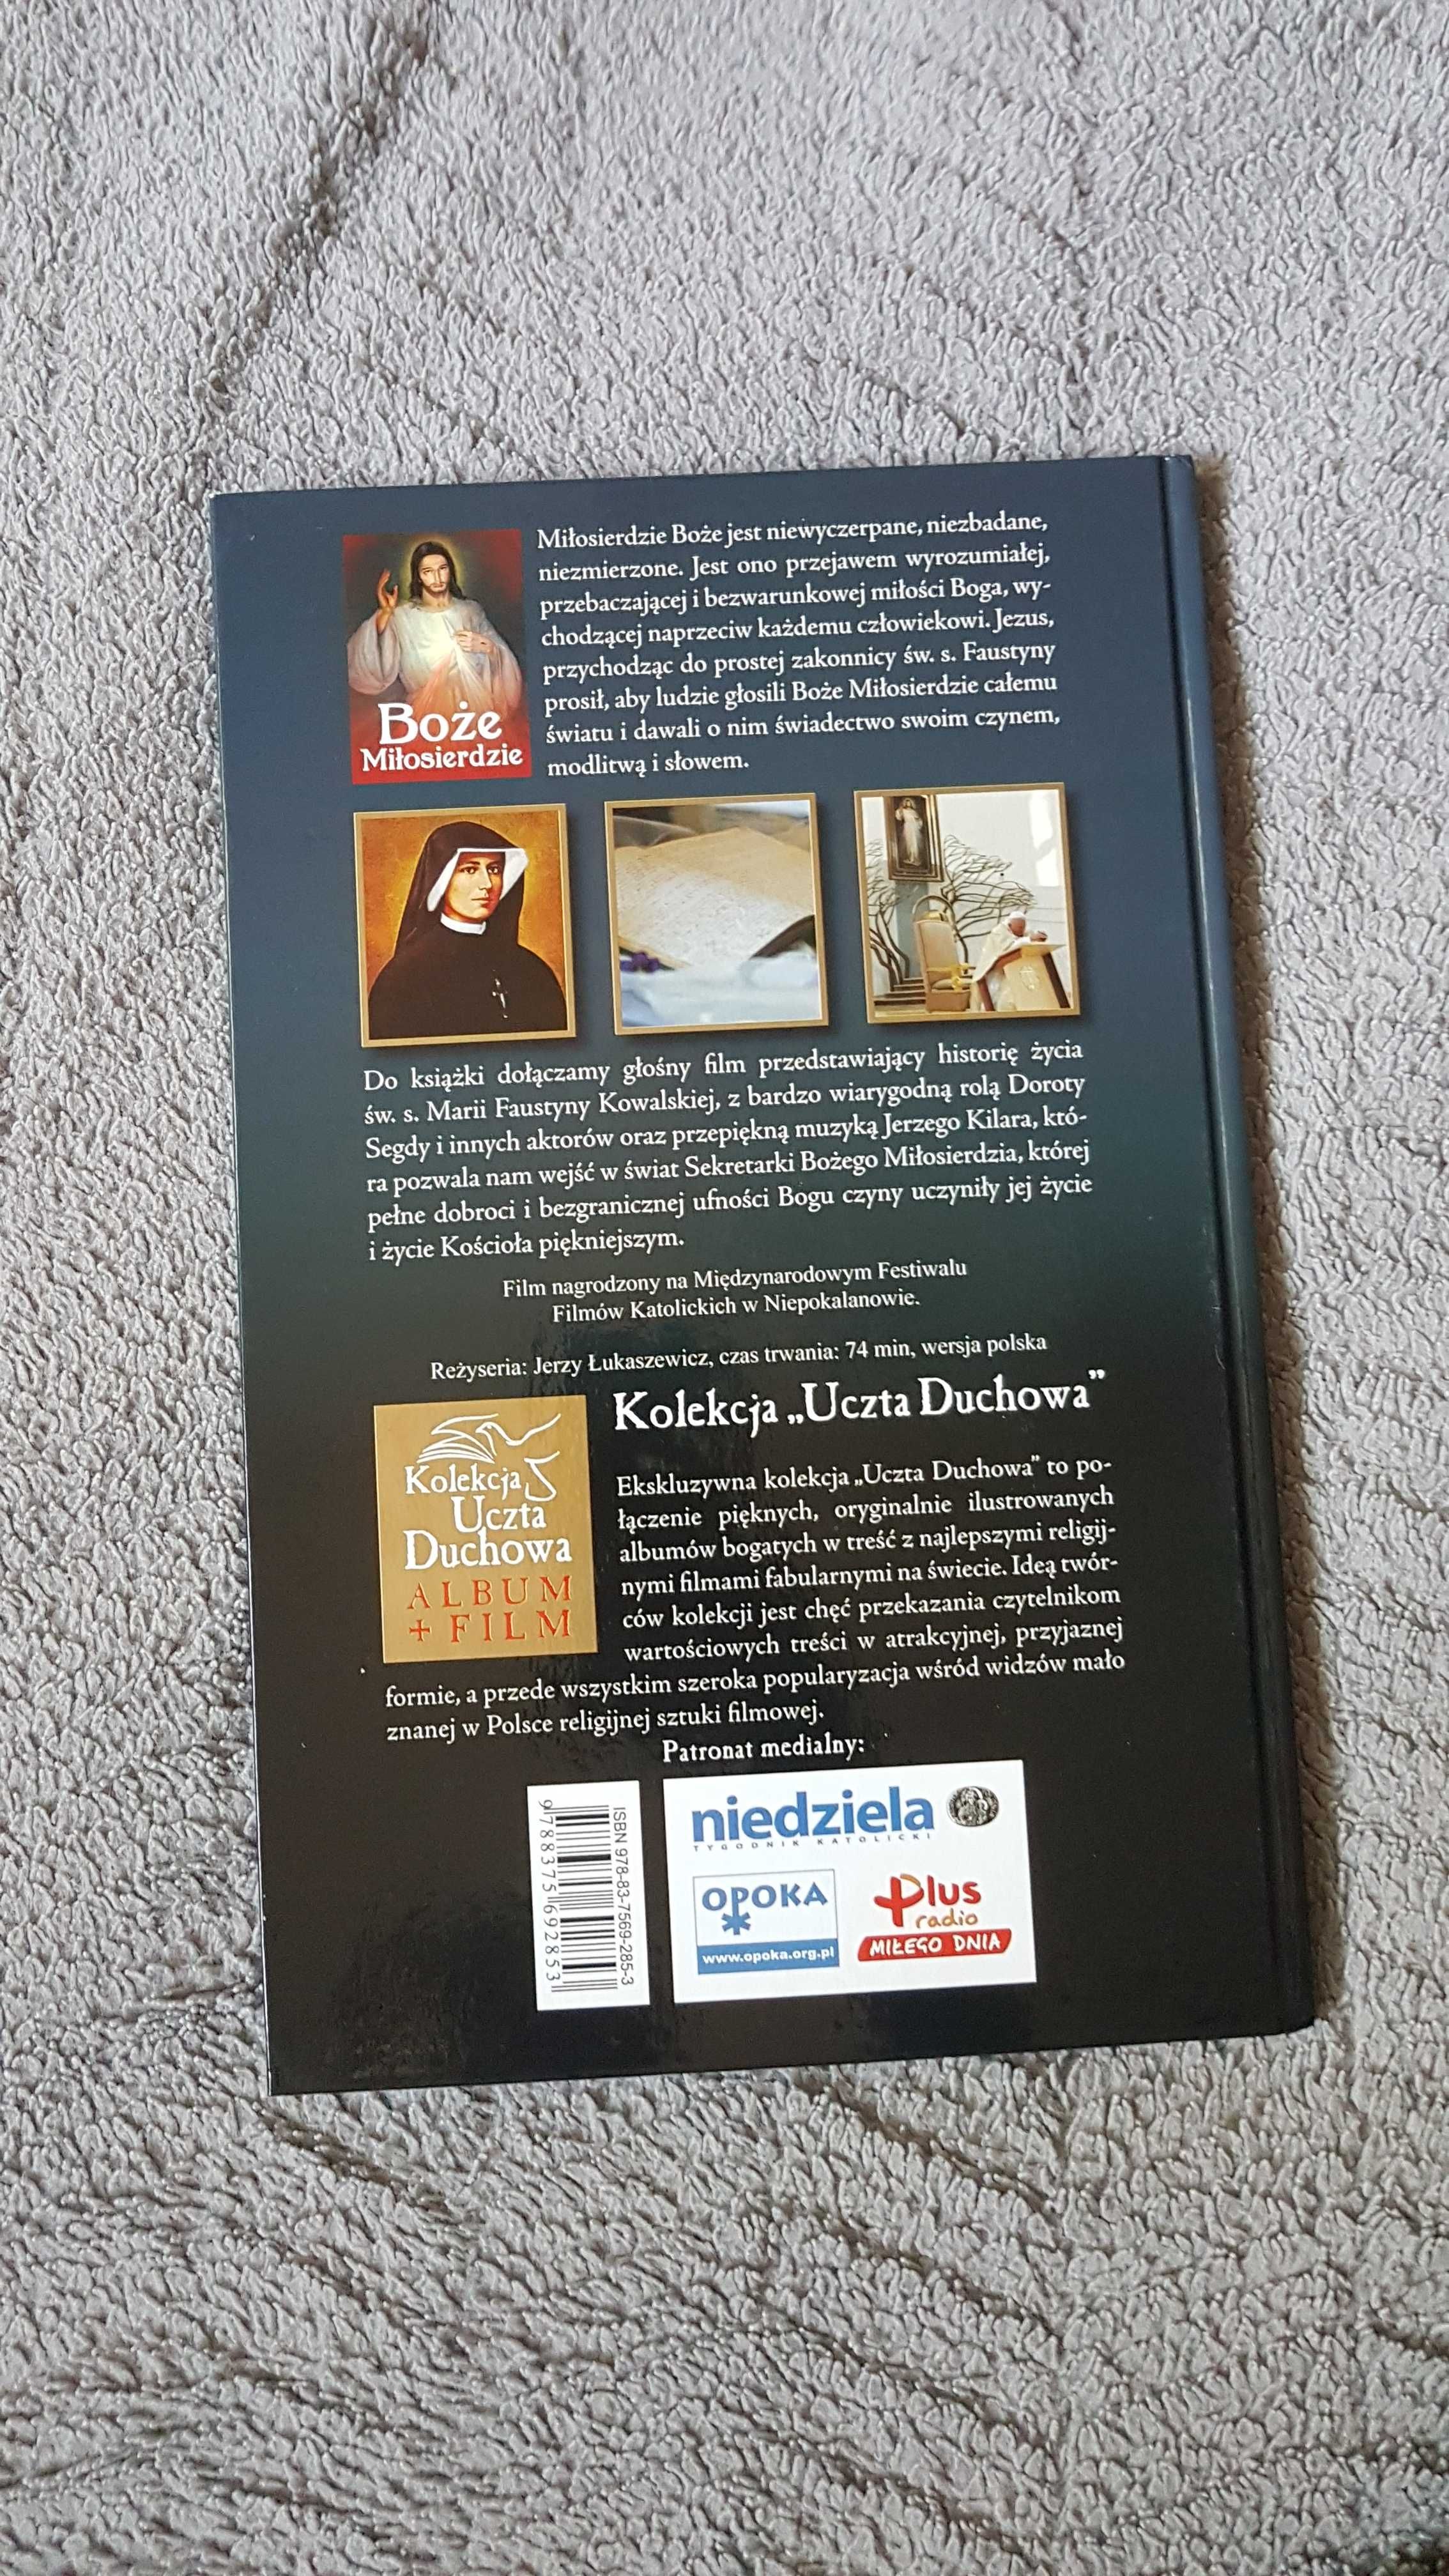 Miłosierdzie Boże jest niewyczerpane, niezbadane,
niezmierzone. Jest ono przejawem wyrozumiałej,
przebaczającej i bezwarunkowej miłości Boga, wy-
chodzącej naprzeciw każdemu człowiekowi. Jezus,
przychodząc do prostej zakonnicy św. s. Faustyny
prosił, aby ludzie głosili Boże Miłosierdzie całemu
światu i dawali o nim świadectwo swoim czynem,
modlitwą i słowem.
Boże
Miłosierdzie
Do książki dołączamy głośny film przedstawiający historię życia
św. s. Marii Faustyny Kowalskiej, z bardzo wiarygodną rolą Doroty
Segdy i innych aktorów oraz przepiękną muzyką Jerzego Kilara, któ-
ra pozwala nam wejść w świat Sekretarki Bożego Miłosierdzia, której
pełne dobroci i bezgranicznej ufności Bogu czyny uczyniły jej życie
i życie Kościoła piękniejszym.
Film nagrodzony na Międzynarodowym Festiwalu
Filmów Katolickich w Niepokalanowie.
Reżyseria: Jerzy Łukaszewicz, czas trwania: 74 min, wersja polska
Kolekcja „Uczta Duchowa”
Kolekcja
Uczta
Duchowa
ALBUM
+ FILM
Ekskluzywna kolekcja „Uczta Duchowa” to po-
łączenie pięknych, oryginalnie ilustrowanych
albumów bogatych w treść z najlepszymi religij-
nymi filmami fabularnymi na świecie. Ideą twór-
ców kolekcji jest chęć przekazania czytelnikom
wartościowych treści w atrakcyjnej, przyjaznej
formie, a przede wszystkim szeroka popularyzacja wśród widzów mało
znanej w Polsce religijnej sztuki filmowej.
Patronat medialny:
ISBN 978-83-7569-285-3
9 788375 692853
niedziela
TYGODNIK KATOLICKI
OPOKA
www.opoka.org.pl
plus
radio
MIŁEGO DNIA